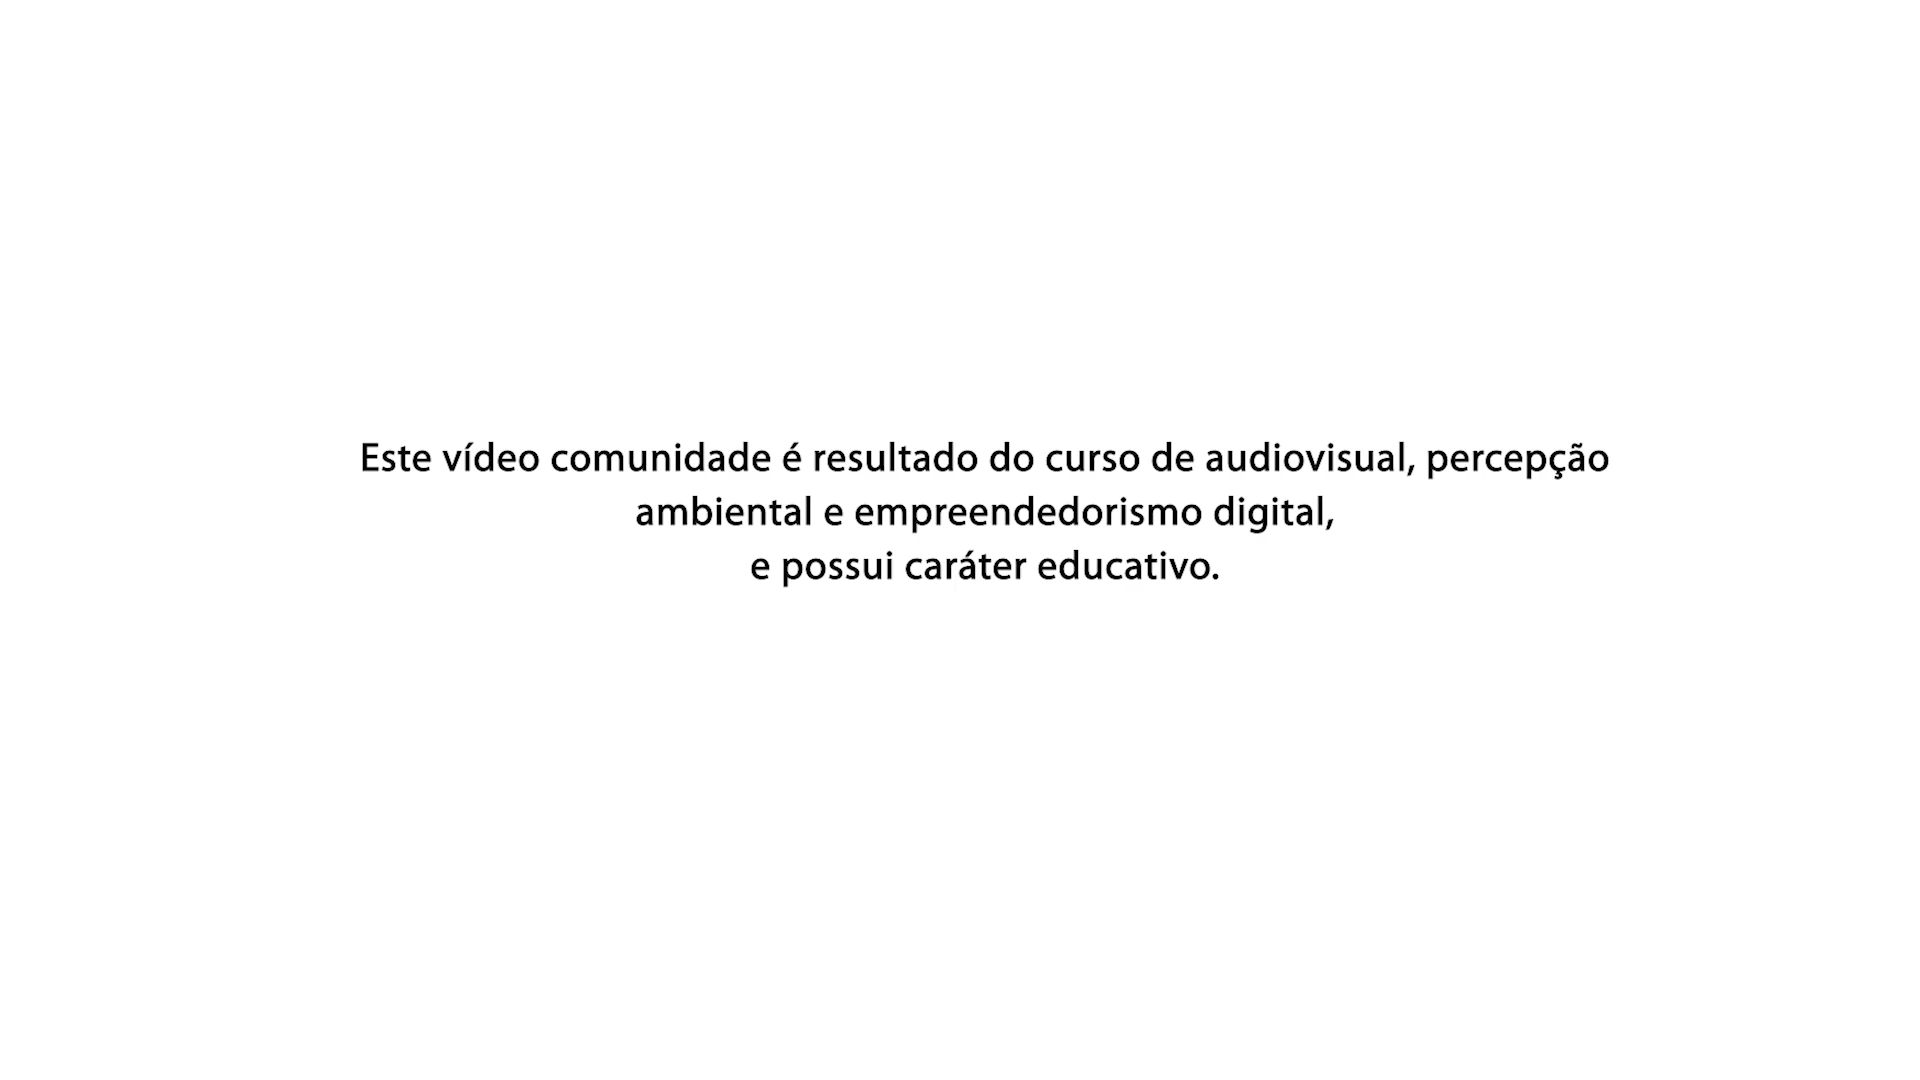 Este vídeo comunidade é resultado do curso de audiovisual, percepção
ambiental e empreendedorismo digital,
e possui caráter educativo.